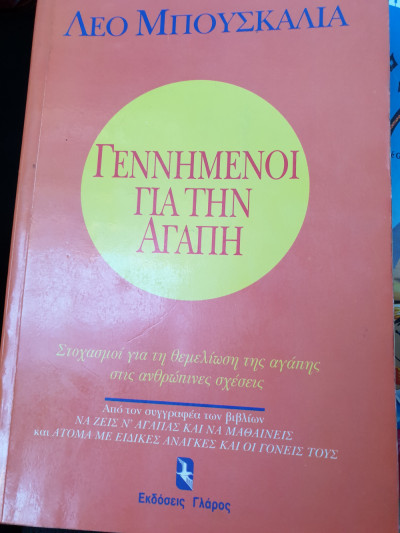 ΛΕΟ ΜΠΟΥΣΚΑΛΙΑ
ΓΕΝΝΗΜΕΝΟΙ
ΓΙΑ ΤΗΝ
ΑΓΑΠΗ
Στοχασμοί για τη θεμελίωση της αγάπης
στις ανθρώπινες σχέσεις
Από τον συγγραφέα των βιβλίων
ΝΑ ΖΕΙΣ Ν' ΑΓΑΠΑΣ ΚΑΙ ΝΑ ΜΑΘΑΙΝΕΙΣ
και ΑΤΟΜΑ ΜΕ ΕΙΔΙΚΕΣ ΑΝΑΓΚΕΣ ΚΑΙ ΟΙ ΓΟΝΕΙΣ ΤΟΥΣ
Εκδόσεις Γλάρος